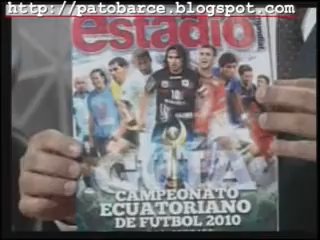 http://patobarce.blogspot.com
estadio
GUÍA
CAMPEONATO
ECUATORIANO
DE FUTBOL 2010